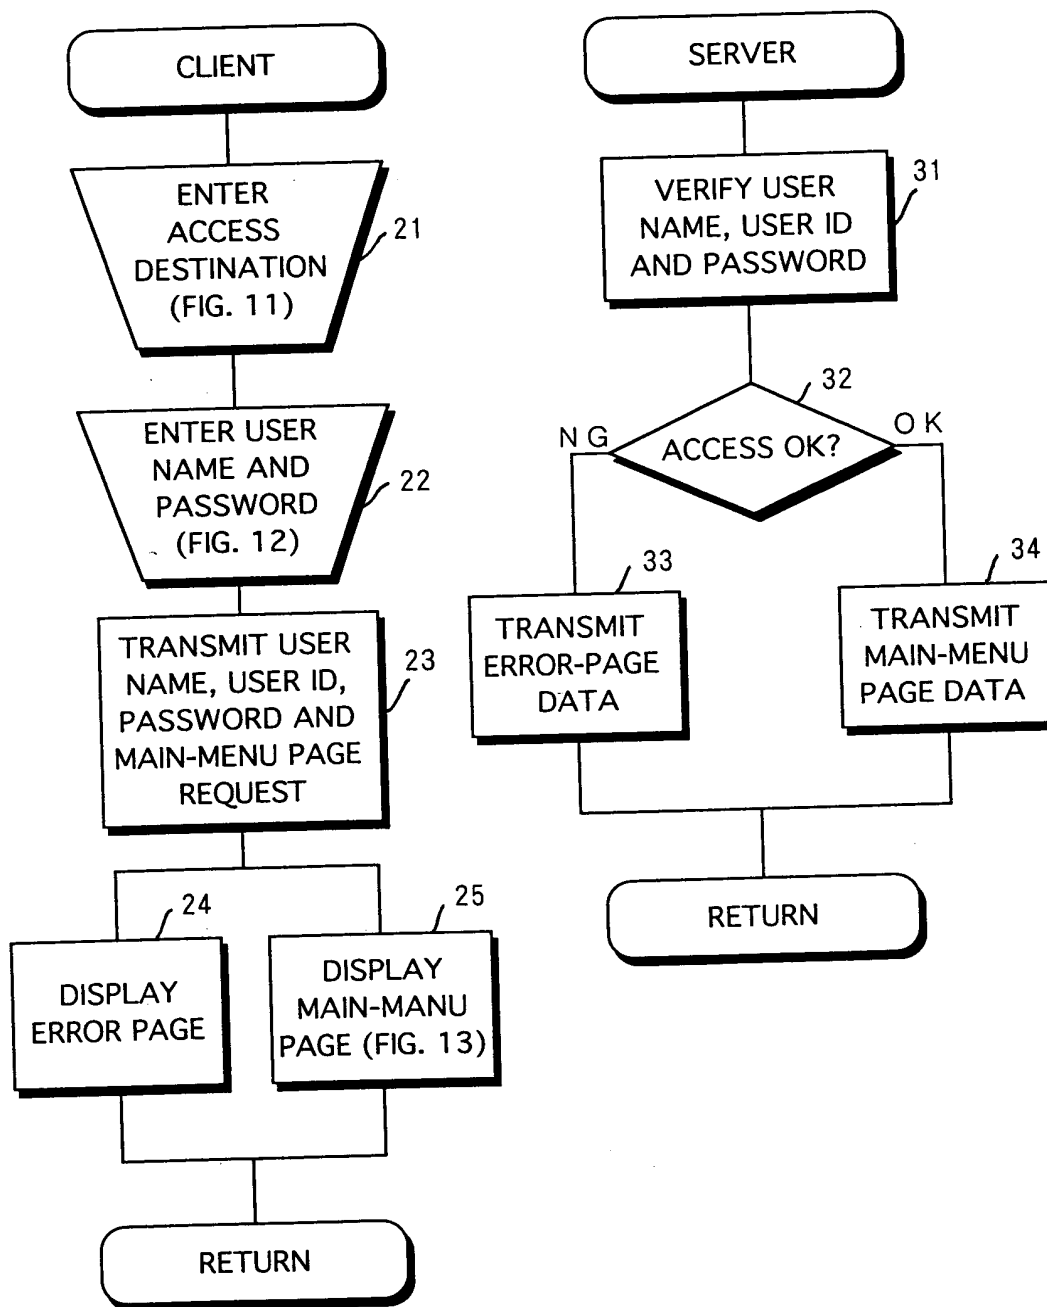 CLIENT
ENTER
ACCESS
DESTINATION
(FIG. 11)
21
ENTER USER
NAME AND
PASSWORD
(FIG. 12)
22
TRANSMIT USER
NAME, USER ID,
PASSWORD AND
MAIN-MENU PAGE
REQUEST
23
24
DISPLAY
ERROR PAGE
25
DISPLAY
MAIN-MANU
PAGE (FIG. 13)
RETURN
SERVER
VERIFY USER
NAME, USER ID
AND PASSWORD
31
32
ACCESS OK?
NG
OK
33
TRANSMIT
ERROR-PAGE
DATA
34
TRANSMIT
MAIN-MENU
PAGE DATA
RETURN